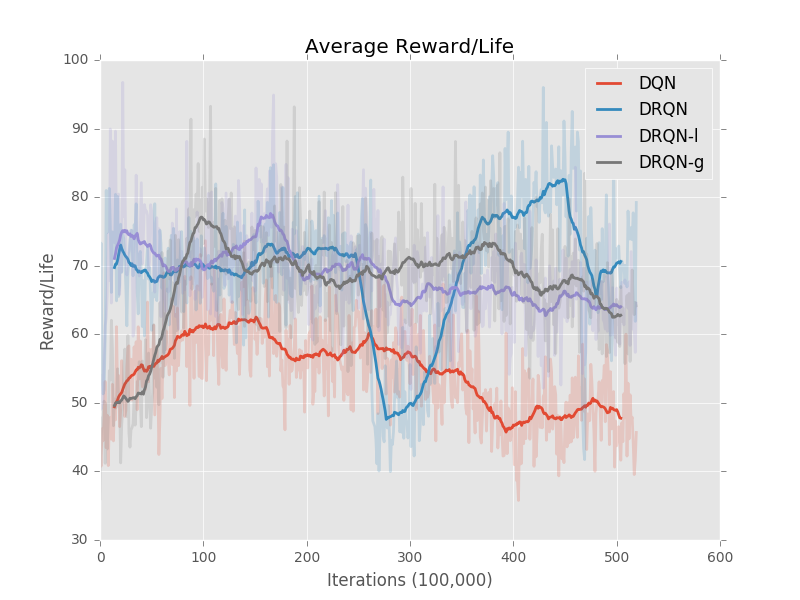 Average Reward/Life
100
90
80
70
60
50
40
30
Reward/Life
DQN
DRQN
DRQN-l
DRQN-g
0
100
200
300
400
500
600
Iterations (100,000)